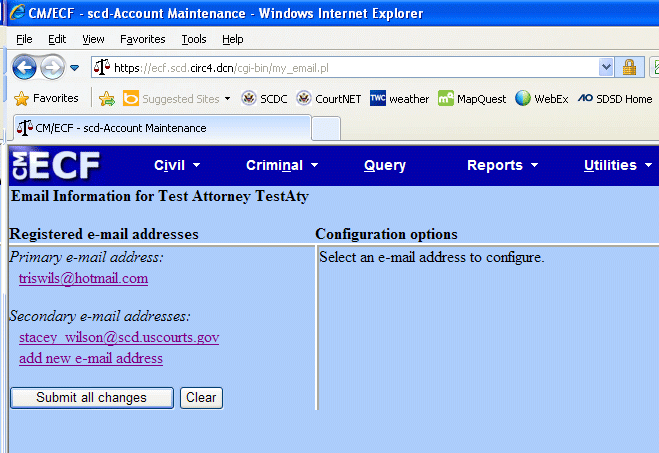 CM/ECF - scd-Account Maintenance - Windows Internet Explorer
File Edit View Favorites Tools Help
https://ecf.scd.circ4.dcn/cgi-bin/my_email.pl
Favorites Suggested Sites SCDC CourtNET TWC weather MapQuest WebEx AO SDSD Home
CM/ECF - scd-Account Maintenance
CM ECF Civil Criminal Query Reports Utilities
Email Information for Test Attorney TestAty
Registered e-mail addresses Configuration options
Primary e-mail address: Select an e-mail address to configure.
triswils@hotmail.com
Secondary e-mail addresses:
stacey_wilson@scd.uscourts.gov
add new e-mail address
Submit all changes Clear